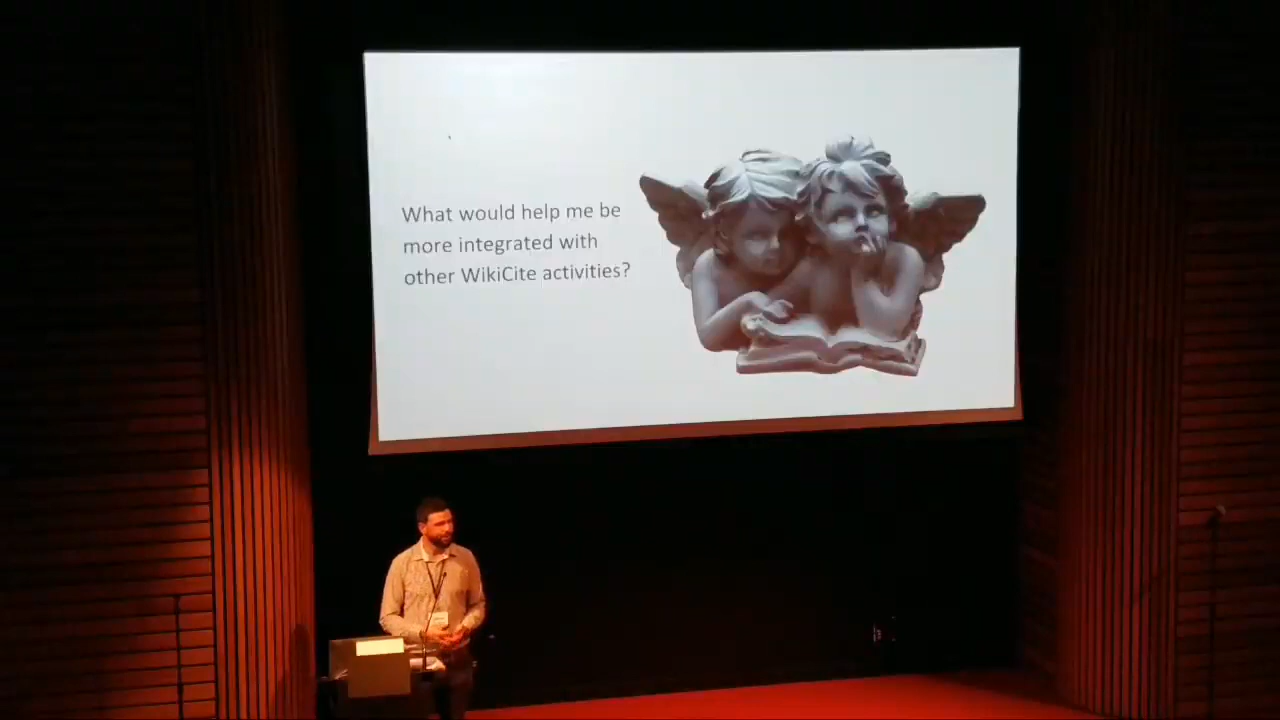 What would help me be
more integrated with
other WikiCite activities?